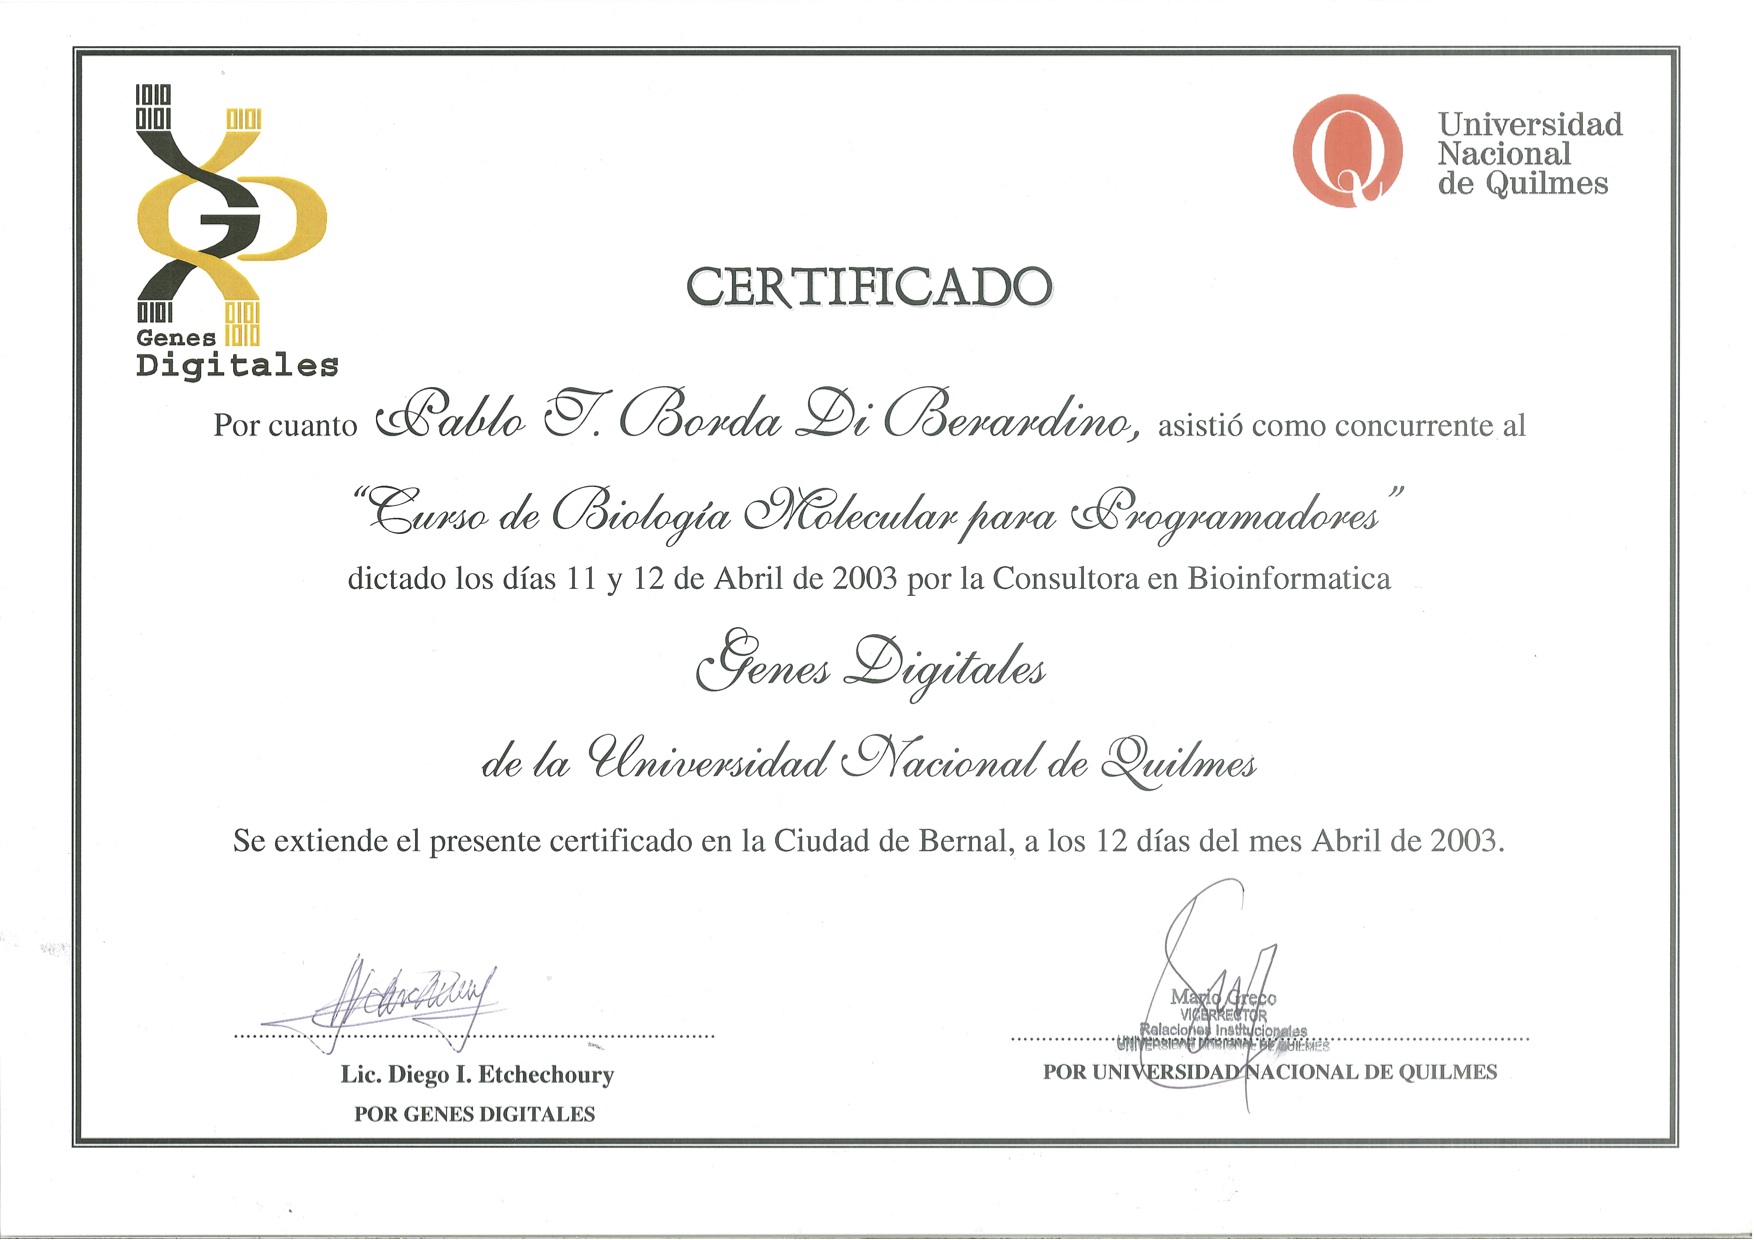 1010
0101
0101
Universidad
Nacional
de Quilmes
G
CERTIFICADO
0101
0101
1010
Genes
Digitales
Por cuanto Pablo T. Borda Di Berardino, asistió como concurrente al
“Curso de Biología Molecular para Programadores”
dictado los días 11 y 12 de Abril de 2003 por la Consultora en Bioinformatica
Genes Digitales
de la Universidad Nacional de Quilmes
Se extiende el presente certificado en la Ciudad de Bernal, a los 12 días del mes Abril de 2003.
Mario Greco
VICERRECTOR
Relaciones Institucionales
UNIVERSIDAD NACIONAL DE QUILMES
Lic. Diego I. Etchechoury
POR GENES DIGITALES
POR UNIVERSIDAD NACIONAL DE QUILMES